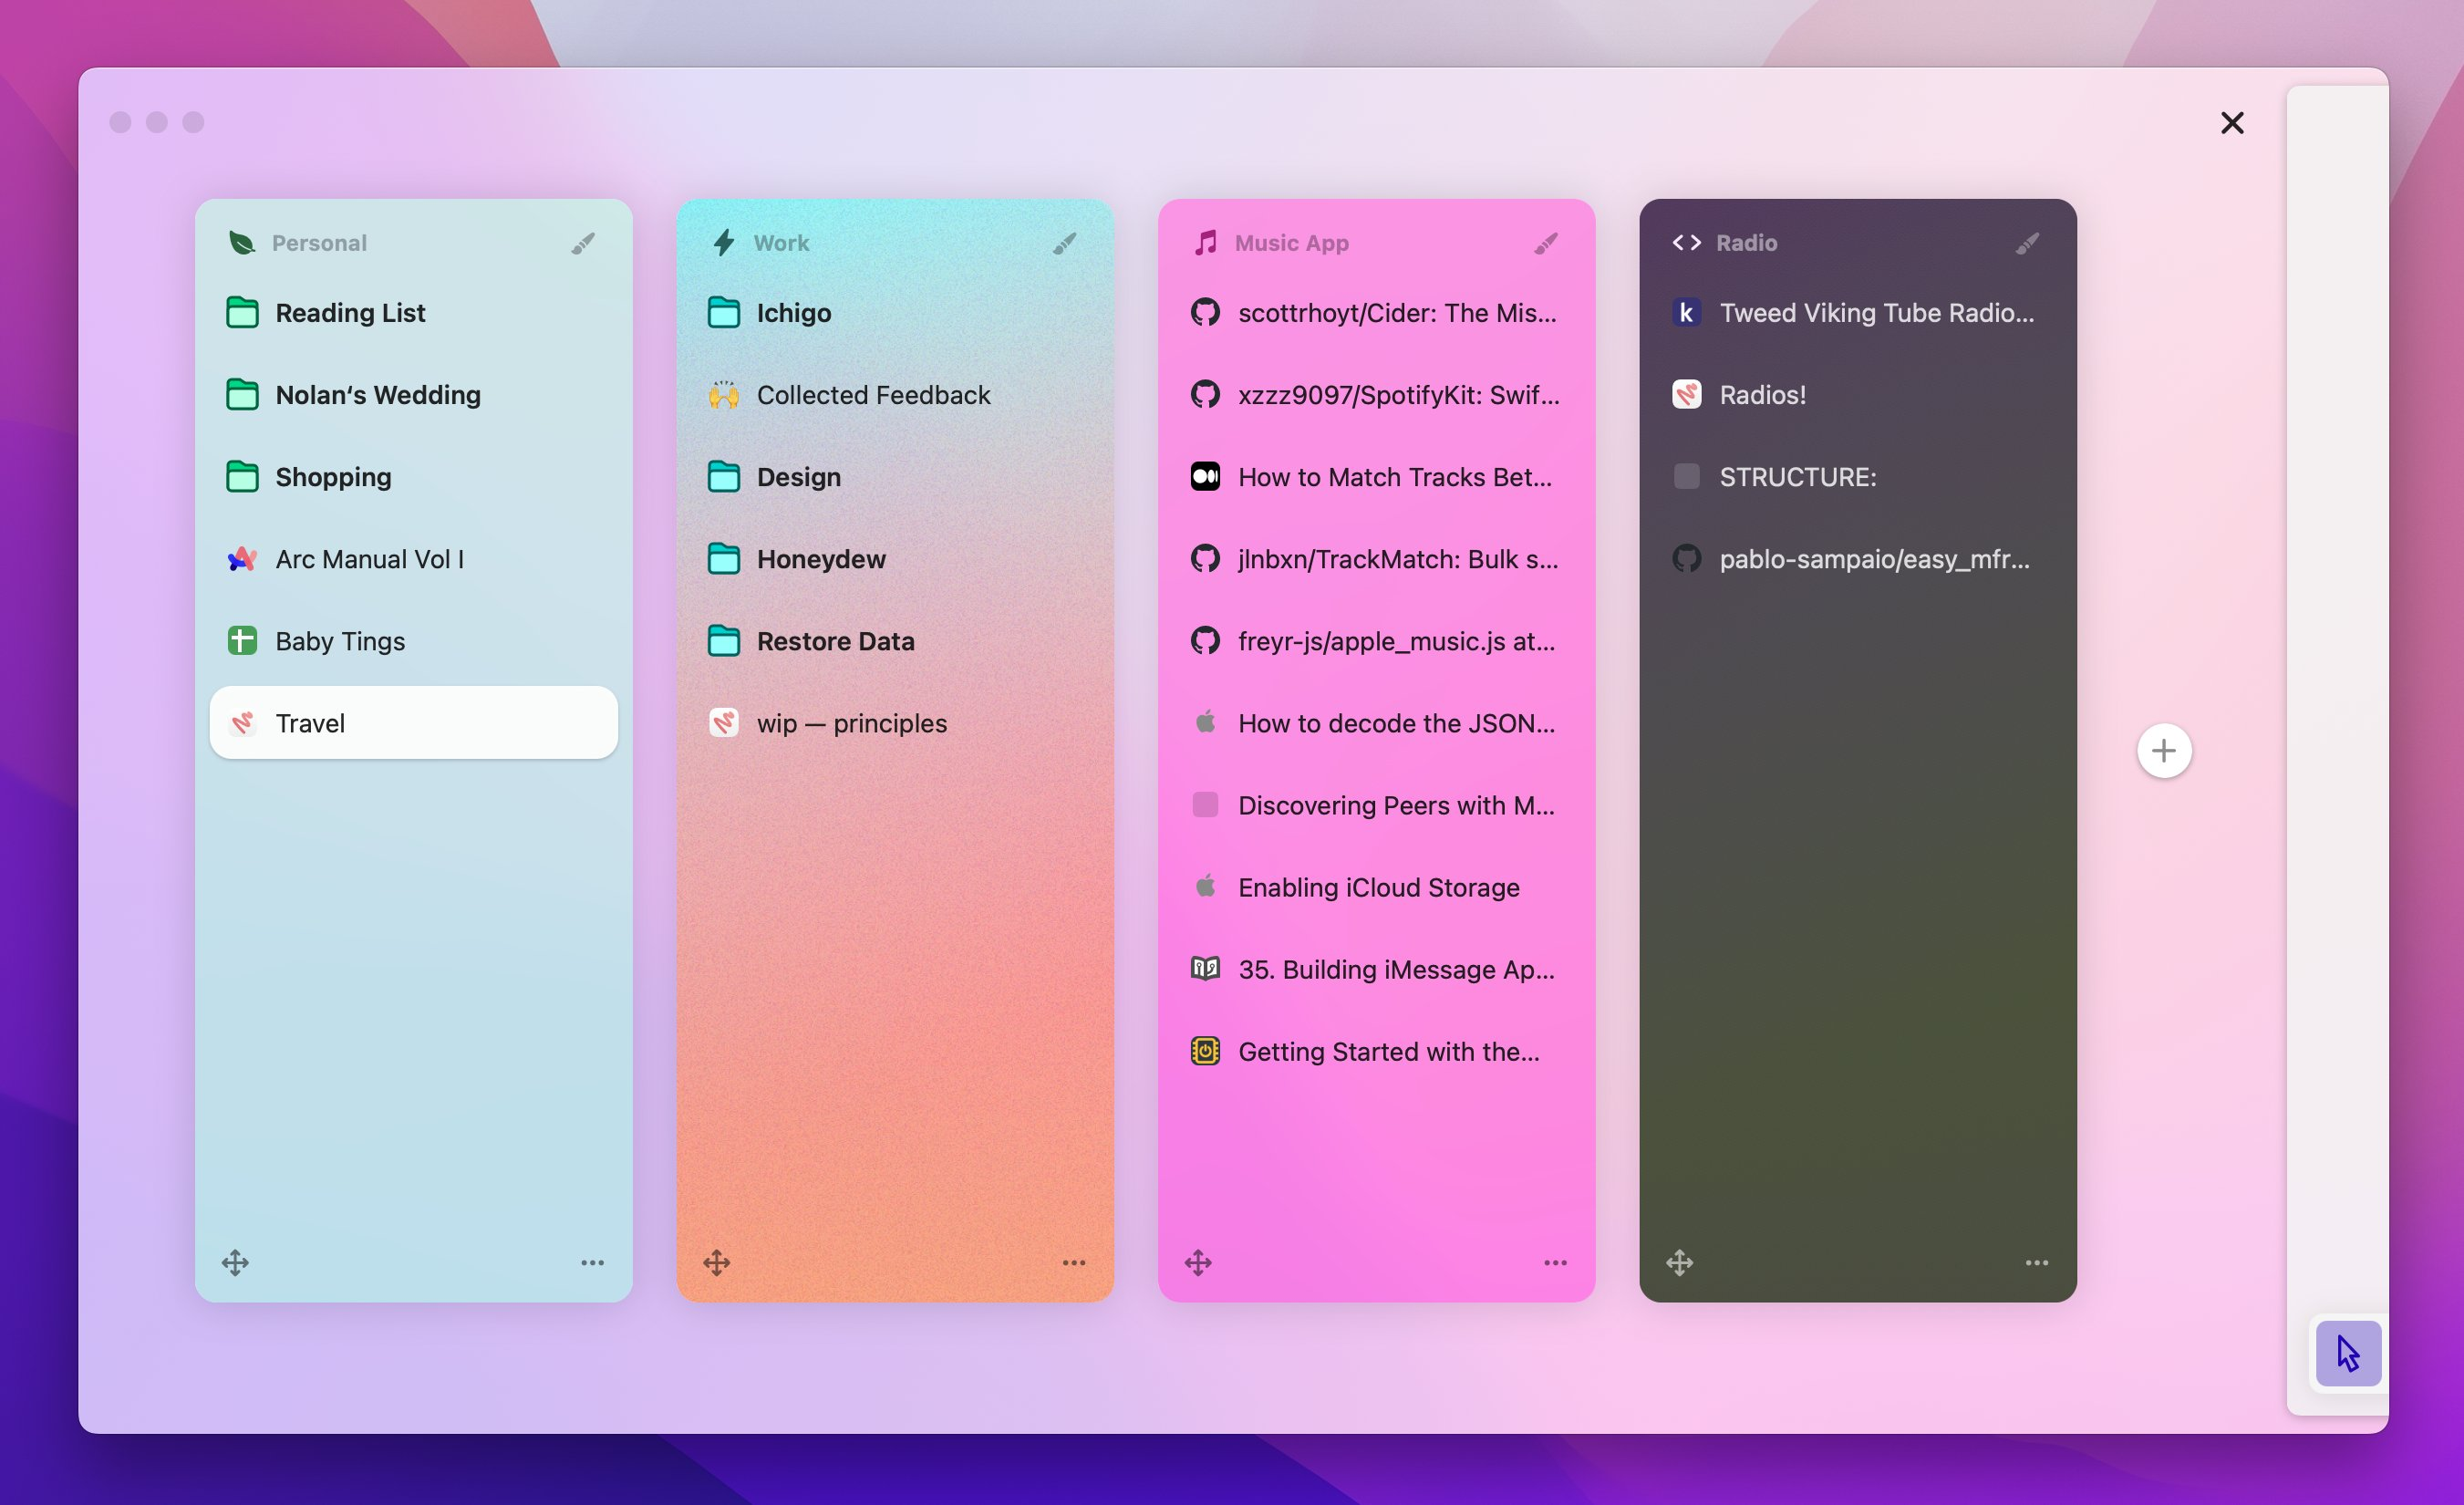 Personal
Reading List
Nolan‘s Wedding
Shopping
Arc Manual Vol I
Baby Tings
Travel
Work
Ichigo
Collected Feedback
Design
Honeydew
Restore Data
wip — principles
Music App
scottrhoyt/Cider: The Mis...
xzzz9097/SpotifyKit: Swif...
How to Match Tracks Bet...
jlnbxn/TrackMatch: Bulk s...
freyr-js/apple_music.js at...
How to decode the JSON...
Discovering Peers with M...
Enabling iCloud Storage
35. Building iMessage Ap...
Getting Started with the...
Radio
k Tweed Viking Tube Radio...
Radios!
STRUCTURE:
pablo-sampaio/easy_mfr...